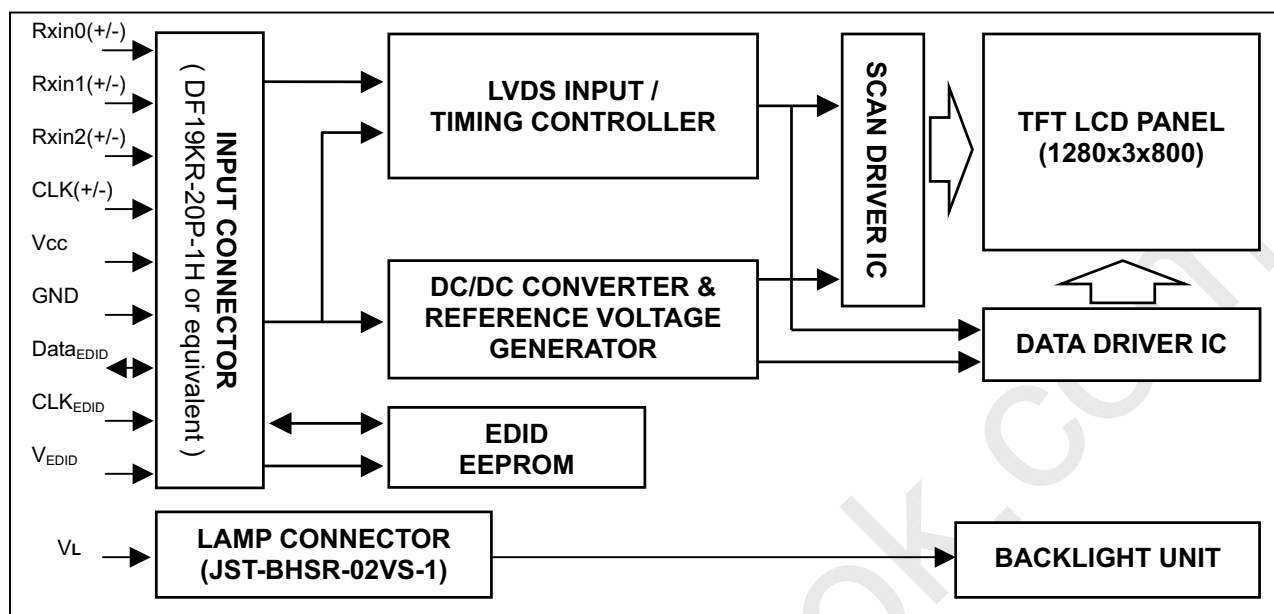 Rxin0(+/-)
Rxin1(+/-)
Rxin2(+/-)
CLK(+/-)
Vcc
GND
DataEDID
CLKEDID
VEDID
VL
INPUT CONNECTOR
( DF19KR-20P-1H or equivalent )
LVDS INPUT /
TIMING CONTROLLER
DC/DC CONVERTER &
REFERENCE VOLTAGE
GENERATOR
EDID
EEPROM
LAMP CONNECTOR
(JST-BHSR-02VS-1)
SCAN DRIVER IC
TFT LCD PANEL
(1280x3x800)
DATA DRIVER IC
BACKLIGHT UNIT
ok.com